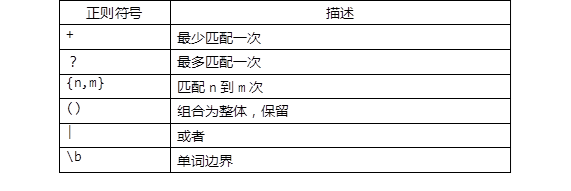 正则符号 描述
+ 最少匹配一次
? 最多匹配一次
{n,m} 匹配 n 到 m 次
() 组合为整体，保留
| 或者
\b 单词边界